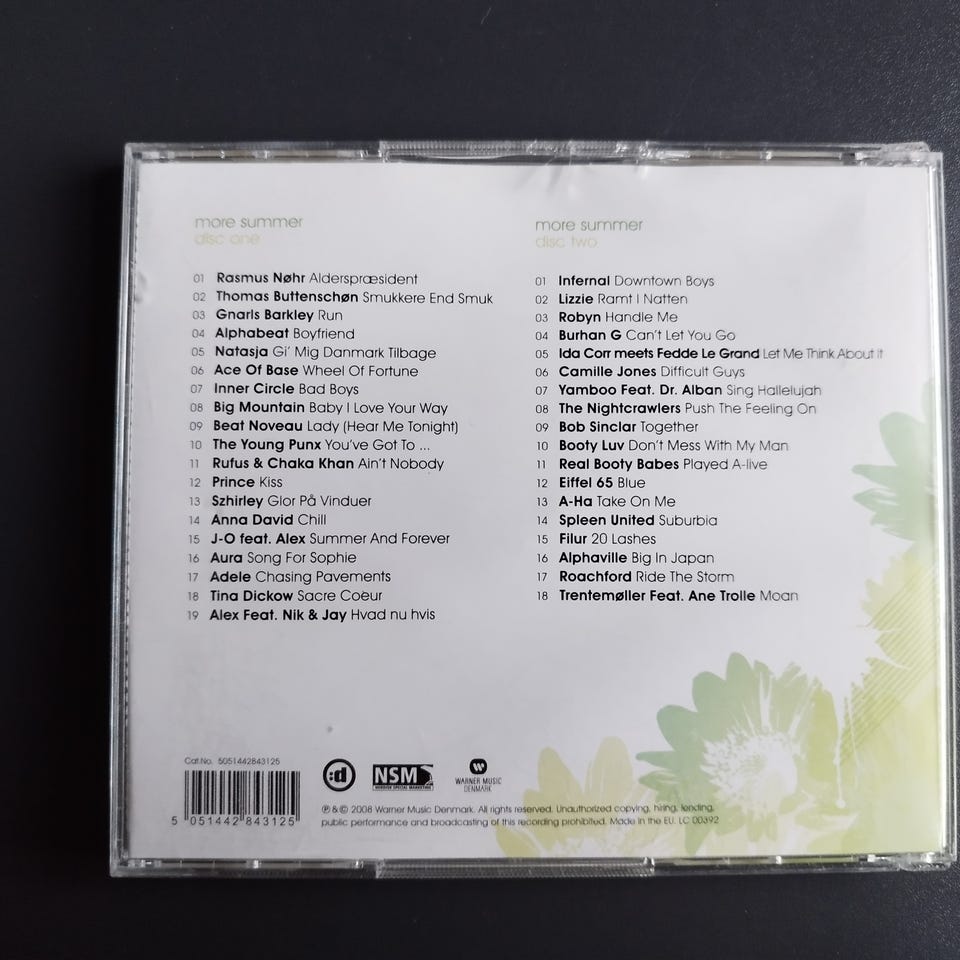 more summer
disc one
01 Rasmus Nøhr Alderspræsident
02 Thomas Buttenschøn Smukkere End Smuk
03 Gnarls Barkley Run
04 Alphabeat Boyfriend
05 Natasja Gi' Mig Danmark Tilbage
06 Ace Of Base Wheel Of Fortune
07 Inner Circle Bad Boys
08 Big Mountain Baby I Love Your Way
09 Beat Noveau Lady (Hear Me Tonight)
10 The Young Punx You've Got To ...
11 Rufus & Chaka Khan Ain't Nobody
12 Prince Kiss
13 Szhirley Glor På Vinduer
14 Anna David Chill
15 J-O feat. Alex Summer And Forever
16 Aura Song For Sophie
17 Adele Chasing Pavements
18 Tina Dickow Sacre Coeur
19 Alex Feat. Nik & Jay Hvad nu hvis
more summer
disc two
01 Infernal Downtown Boys
02 Lizzie Ramt I Natten
03 Robyn Handle Me
04 Burhan G Can't Let You Go
05 Ida Corr meets Fedde Le Grand Let Me Think About It
06 Camille Jones Difficult Guys
07 Yamboo Feat. Dr. Alban Sing Hallelujah
08 The Nightcrawlers Push The Feeling On
09 Bob Sinclar Together
10 Booty Luv Don't Mess With My Man
11 Real Booty Babes Played A-live
12 Eiffel 65 Blue
13 A-Ha Take On Me
14 Spleen United Suburbia
15 Filur 20 Lashes
16 Alphaville Big In Japan
17 Roachford Ride The Storm
18 Trentemøller Feat. Ane Trolle Moan
Cat.No. 5051442843125
5 051442 843125
:d
NSM
NORDISK SPECIAL MARKETING
WARNER MUSIC
DENMARK
℗ & © 2008 Warner Music Denmark. All rights reserved. Unauthorized copying, hiring, lending,
public performance and broadcasting of this recording prohibited. Made in the EU. LC 00392